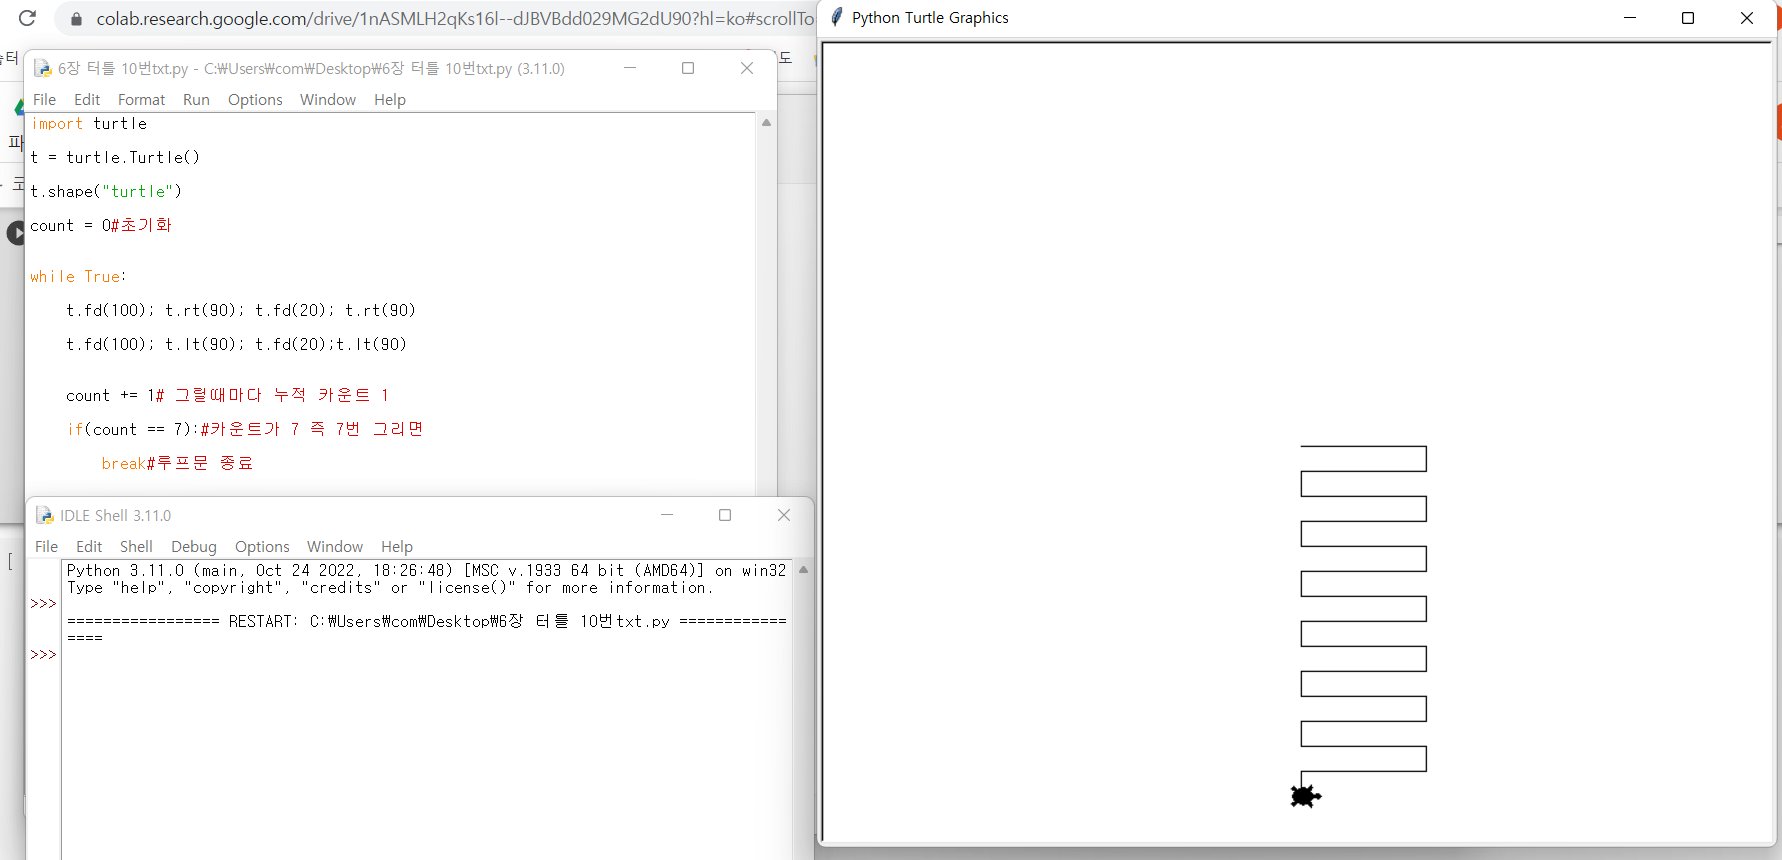 colab.research.google.com/drive/1nASMLH2qKs16l--dJBVBdd029MG2dU90?hl=ko#scrollTo
6장 터틀 10번txt.py - C:₩Users₩com₩Desktop₩6장 터틀 10번txt.py (3.11.0)
File Edit Format Run Options Window Help
import turtle
t = turtle.Turtle()
t.shape("turtle")
count = 0#초기화
while True:
    t.fd(100); t.rt(90); t.fd(20); t.rt(90)
    t.fd(100); t.lt(90); t.fd(20);t.lt(90)
    count += 1# 그럴때마다 누적 카운트 1
    if(count == 7):#카운트가 7 즉 7번 그리면
        break#루프문 종료
IDLE Shell 3.11.0
File Edit Shell Debug Options Window Help
Python 3.11.0 (main, Oct 24 2022, 18:26:48) [MSC v.1933 64 bit (AMD64)] on win32
Type "help", "copyright", "credits" or "license()" for more information.
>>>
================= RESTART: C:₩Users₩com₩Desktop₩6장 터틀 10번txt.py ============
====
>>>
Python Turtle Graphics